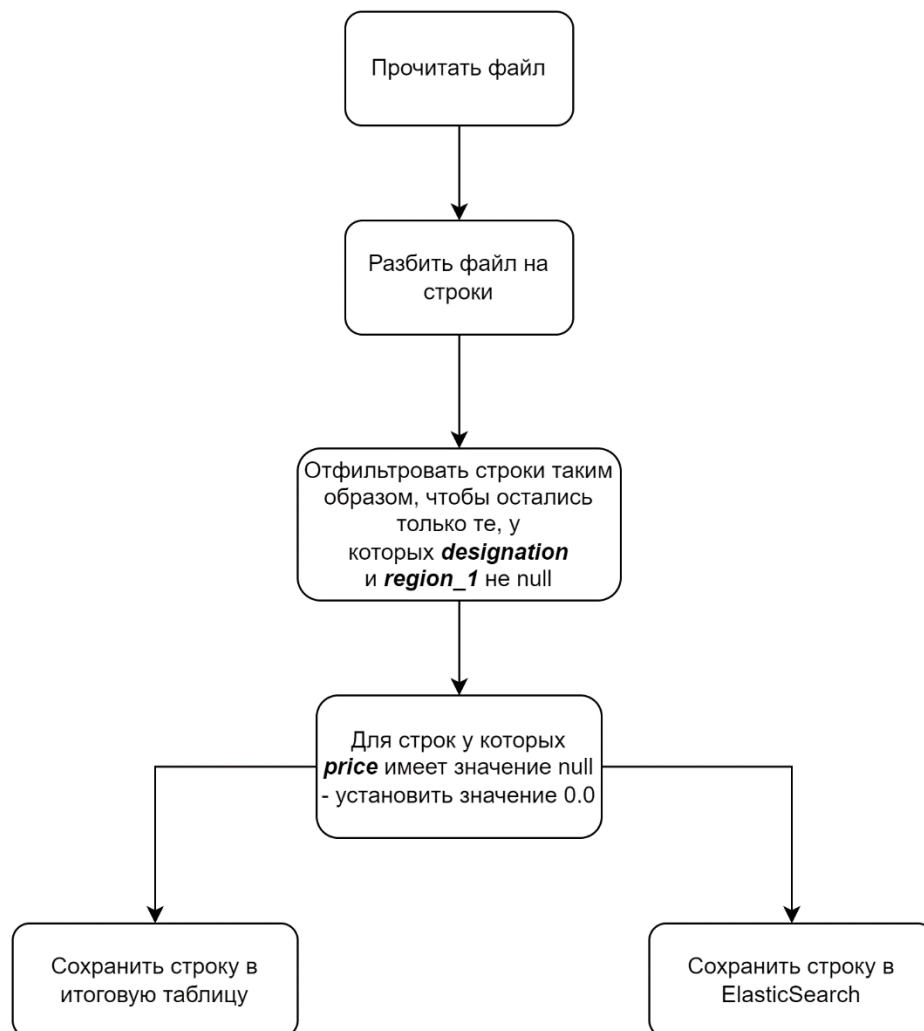 Прочитать файл
Разбить файл на
строки
Отфильтровать строки таким
образом, чтобы остались
только те, у
которых designation
и region_1 не null
Для строк у которых
price имеет значение null
- установить значение 0.0
Сохранить строку в
итоговую таблицу
Сохранить строку в
ElasticSearch